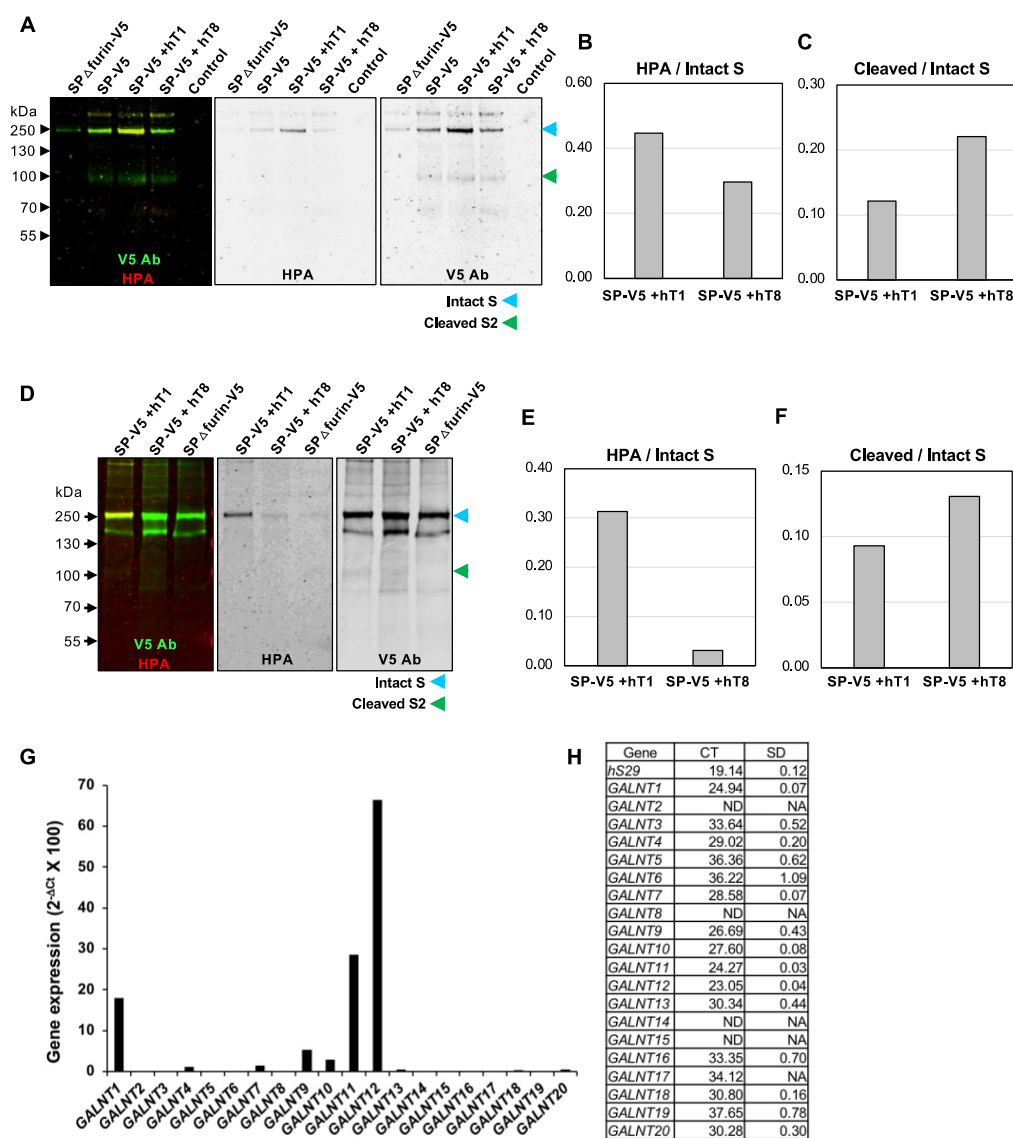 A
SP△furin-V5
SP-V5
SP-V5 +hT1
SP-V5 + hT8
Control
SP△furin-V5
SP-V5
SP-V5 +hT1
SP-V5 + hT8
Control
SP△furin-V5
SP-V5
SP-V5 +hT1
SP-V5 + hT8
Control
kDa
250
130
100
70
55
V5 Ab
HPA
HPA
V5 Ab
Intact S
Cleaved S2
B
HPA / Intact S
0.60
0.40
0.20
0.00
SP-V5 +hT1
SP-V5 +hT8
C
Cleaved / Intact S
0.30
0.20
0.10
0.00
SP-V5 +hT1
SP-V5 +hT8
D
SP-V5 +hT1
SP-V5 + hT8
SP△furin-V5
SP-V5 +hT1
SP-V5 + hT8
SP△furin-V5
SP-V5 +hT1
SP-V5 + hT8
SP△furin-V5
kDa
250
130
100
70
55
V5 Ab
HPA
HPA
V5 Ab
Intact S
Cleaved S2
E
HPA / Intact S
0.40
0.30
0.20
0.10
0.00
SP-V5 +hT1
SP-V5 +hT8
F
Cleaved / Intact S
0.15
0.10
0.05
0.00
SP-V5 +hT1
SP-V5 +hT8
G
Gene expression (2-ΔCt X 100)
70
60
50
40
30
20
10
0
GALNT1
GALNT2
GALNT3
GALNT4
GALNT5
GALNT6
GALNT7
GALNT8
GALNT9
GALNT10
GALNT11
GALNT12
GALNT13
GALNT14
GALNT15
GALNT16
GALNT17
GALNT18
GALNT19
GALNT20
H
Gene CT SD
hS29 19.14 0.12
GALNT1 24.94 0.07
GALNT2 ND NA
GALNT3 33.64 0.52
GALNT4 29.02 0.20
GALNT5 36.36 0.62
GALNT6 36.22 1.09
GALNT7 28.58 0.07
GALNT8 ND NA
GALNT9 26.69 0.43
GALNT10 27.60 0.08
GALNT11 24.27 0.03
GALNT12 23.05 0.04
GALNT13 30.34 0.44
GALNT14 ND NA
GALNT15 ND NA
GALNT16 33.35 0.70
GALNT17 34.12 NA
GALNT18 30.80 0.16
GALNT19 37.65 0.78
GALNT20 30.28 0.30